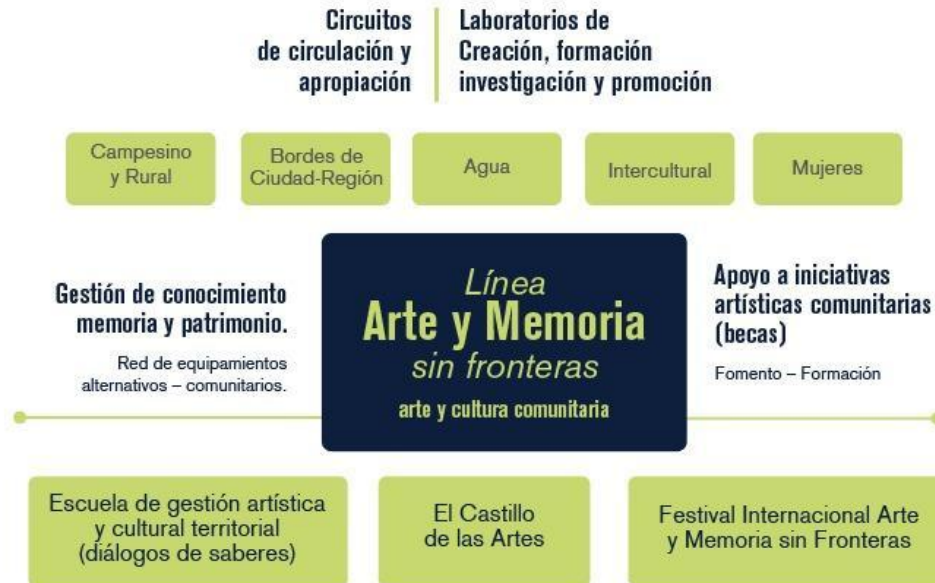 Circuitos
de circulación y
apropiación
Laboratorios de
Creación, formación
investigación y promoción
Campesino
y Rural
Bordes de
Ciudad-Región
Agua
Intercultural
Mujeres
Gestión de conocimiento
memoria y patrimonio.
Red de equipamientos
alternativos – comunitarios.
Línea
Arte y Memoria
sin fronteras
arte y cultura comunitaria
Apoyo a iniciativas
artísticas comunitarias
(becas)
Fomento – Formación
Escuela de gestión artística
y cultural territorial
(diálogos de saberes)
El Castillo
de las Artes
Festival Internacional Arte
y Memoria sin Fronteras